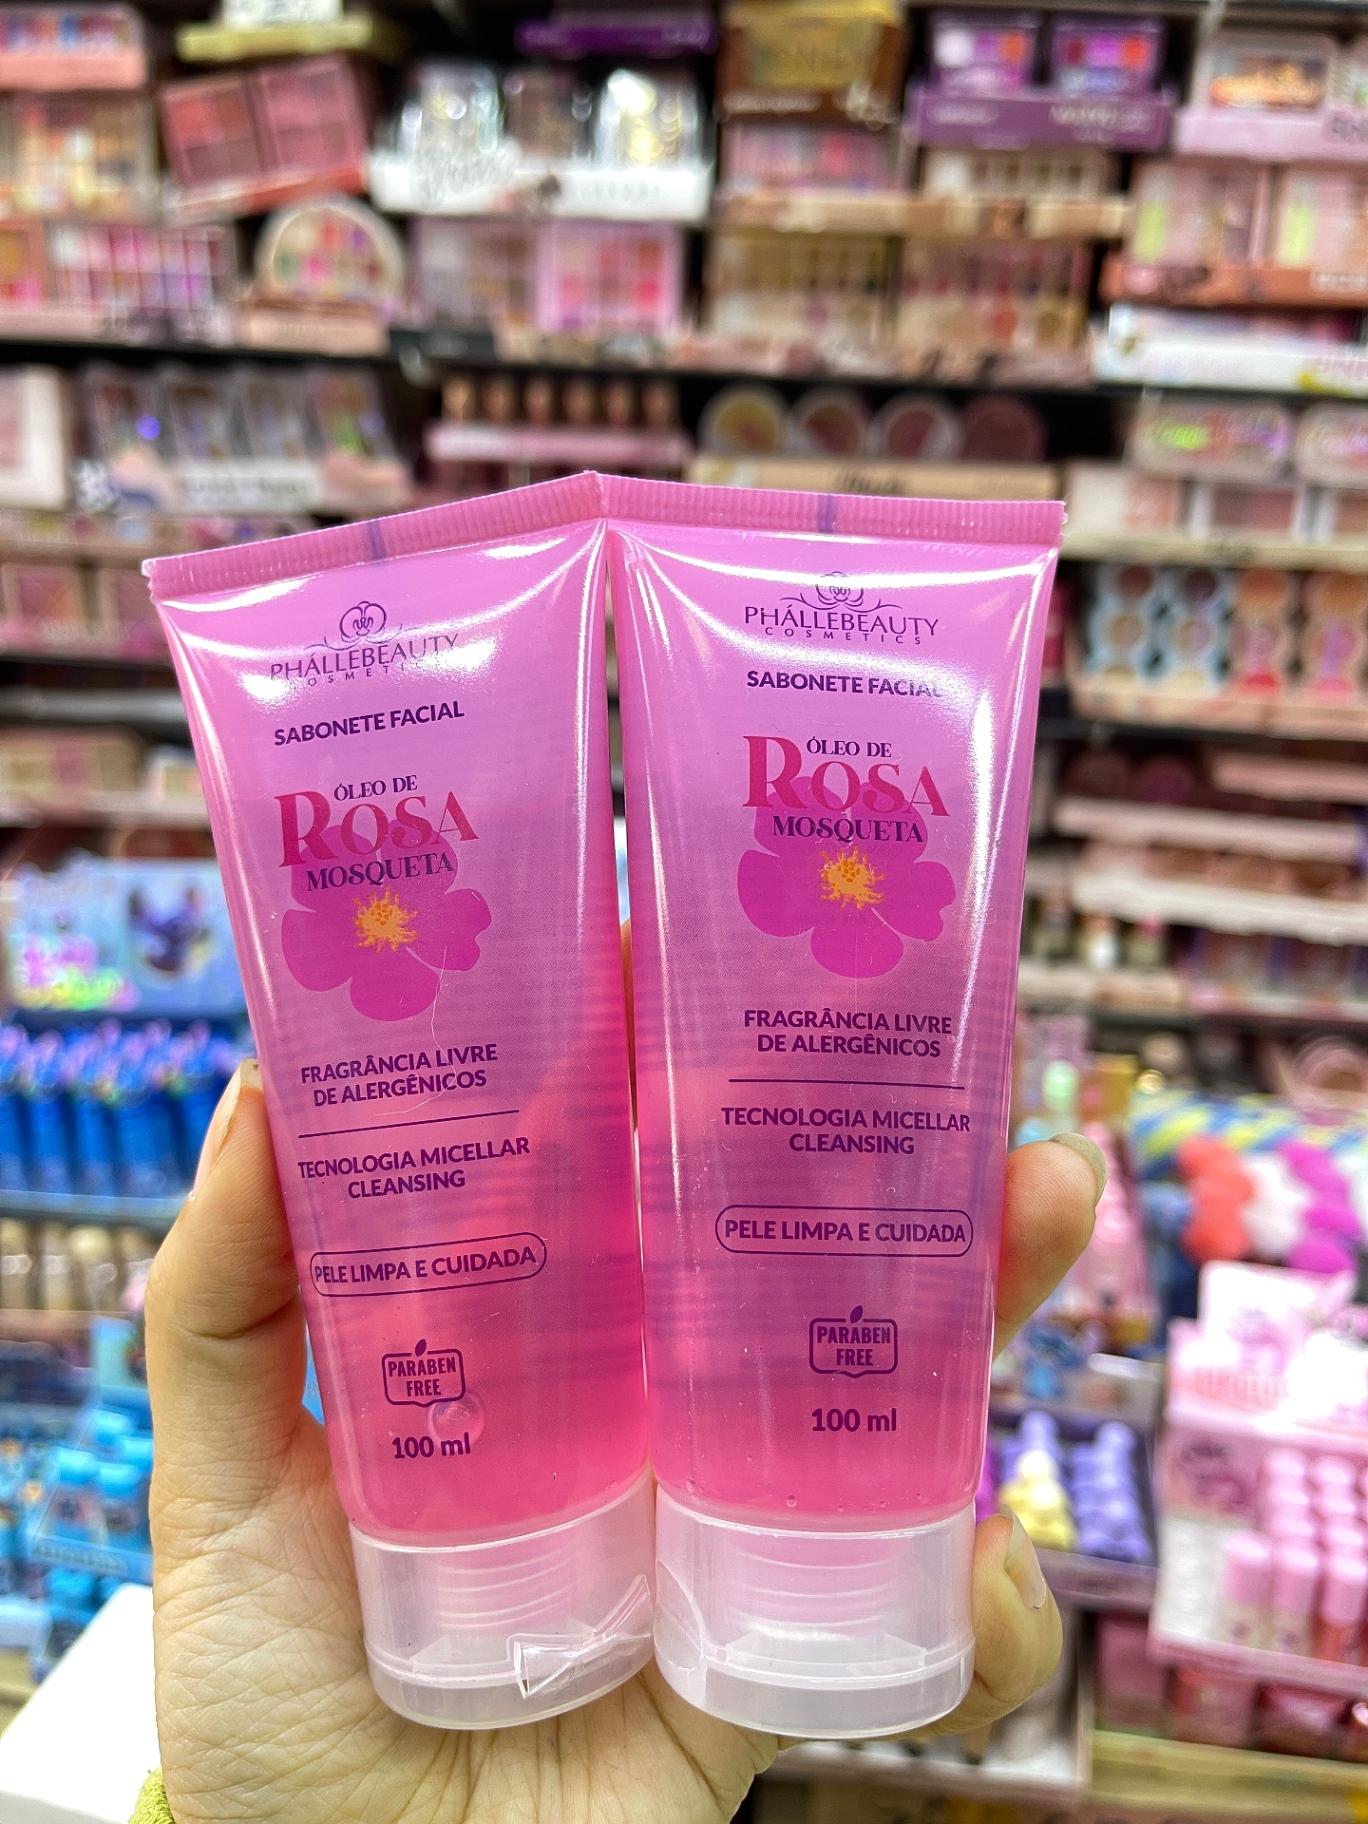 PHÁLLEBEAUTY
COSMETICS
SABONETE FACIAL
ÓLEO DE
ROSA
MOSQUETA
FRAGRÂNCIA LIVRE
DE ALERGÊNICOS
TECNOLOGIA MICELLAR
CLEANSING
PELE LIMPA E CUIDADA
PARABEN
FREE
100 ml
PHÁLLEBEAUTY
COSMETICS
SABONETE FACIAL
ÓLEO DE
ROSA
MOSQUETA
FRAGRÂNCIA LIVRE
DE ALERGÊNICOS
TECNOLOGIA MICELLAR
CLEANSING
PELE LIMPA E CUIDADA
PARABEN
FREE
100 ml